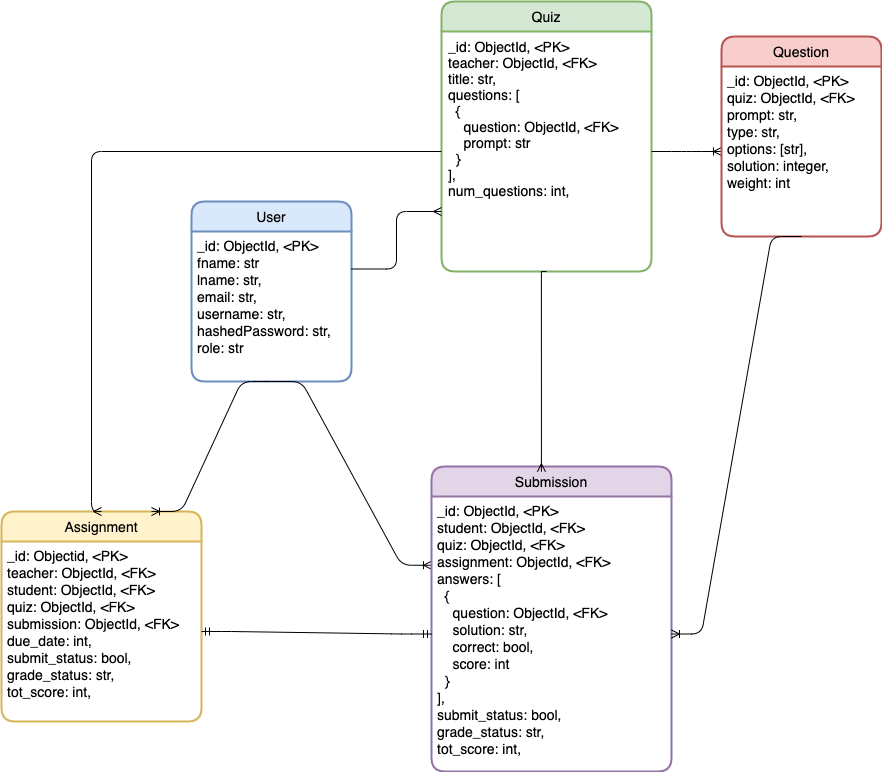 Quiz
_id: ObjectId, <PK>
teacher: ObjectId, <FK>
title: str,
questions: [
{
question: ObjectId, <FK>
prompt: str
}
],
num_questions: int,
Question
_id: ObjectId, <PK>
quiz: ObjectId, <FK>
prompt: str,
type: str,
options: [str],
solution: integer,
weight: int
User
_id: ObjectId, <PK>
fname: str
lname: str,
email: str,
username: str,
hashedPassword: str,
role: str
Assignment
_id: Objectid, <PK>
teacher: ObjectId, <FK>
student: ObjectId, <FK>
quiz: ObjectId, <FK>
submission: ObjectId, <FK>
due_date: int,
submit_status: bool,
grade_status: str,
tot_score: int,
Submission
_id: ObjectId, <PK>
student: ObjectId, <FK>
quiz: ObjectId, <FK>
assignment: ObjectId, <FK>
answers: [
{
question: ObjectId, <FK>
solution: str,
correct: bool,
score: int
}
],
submit_status: bool,
grade_status: str,
tot_score: int,